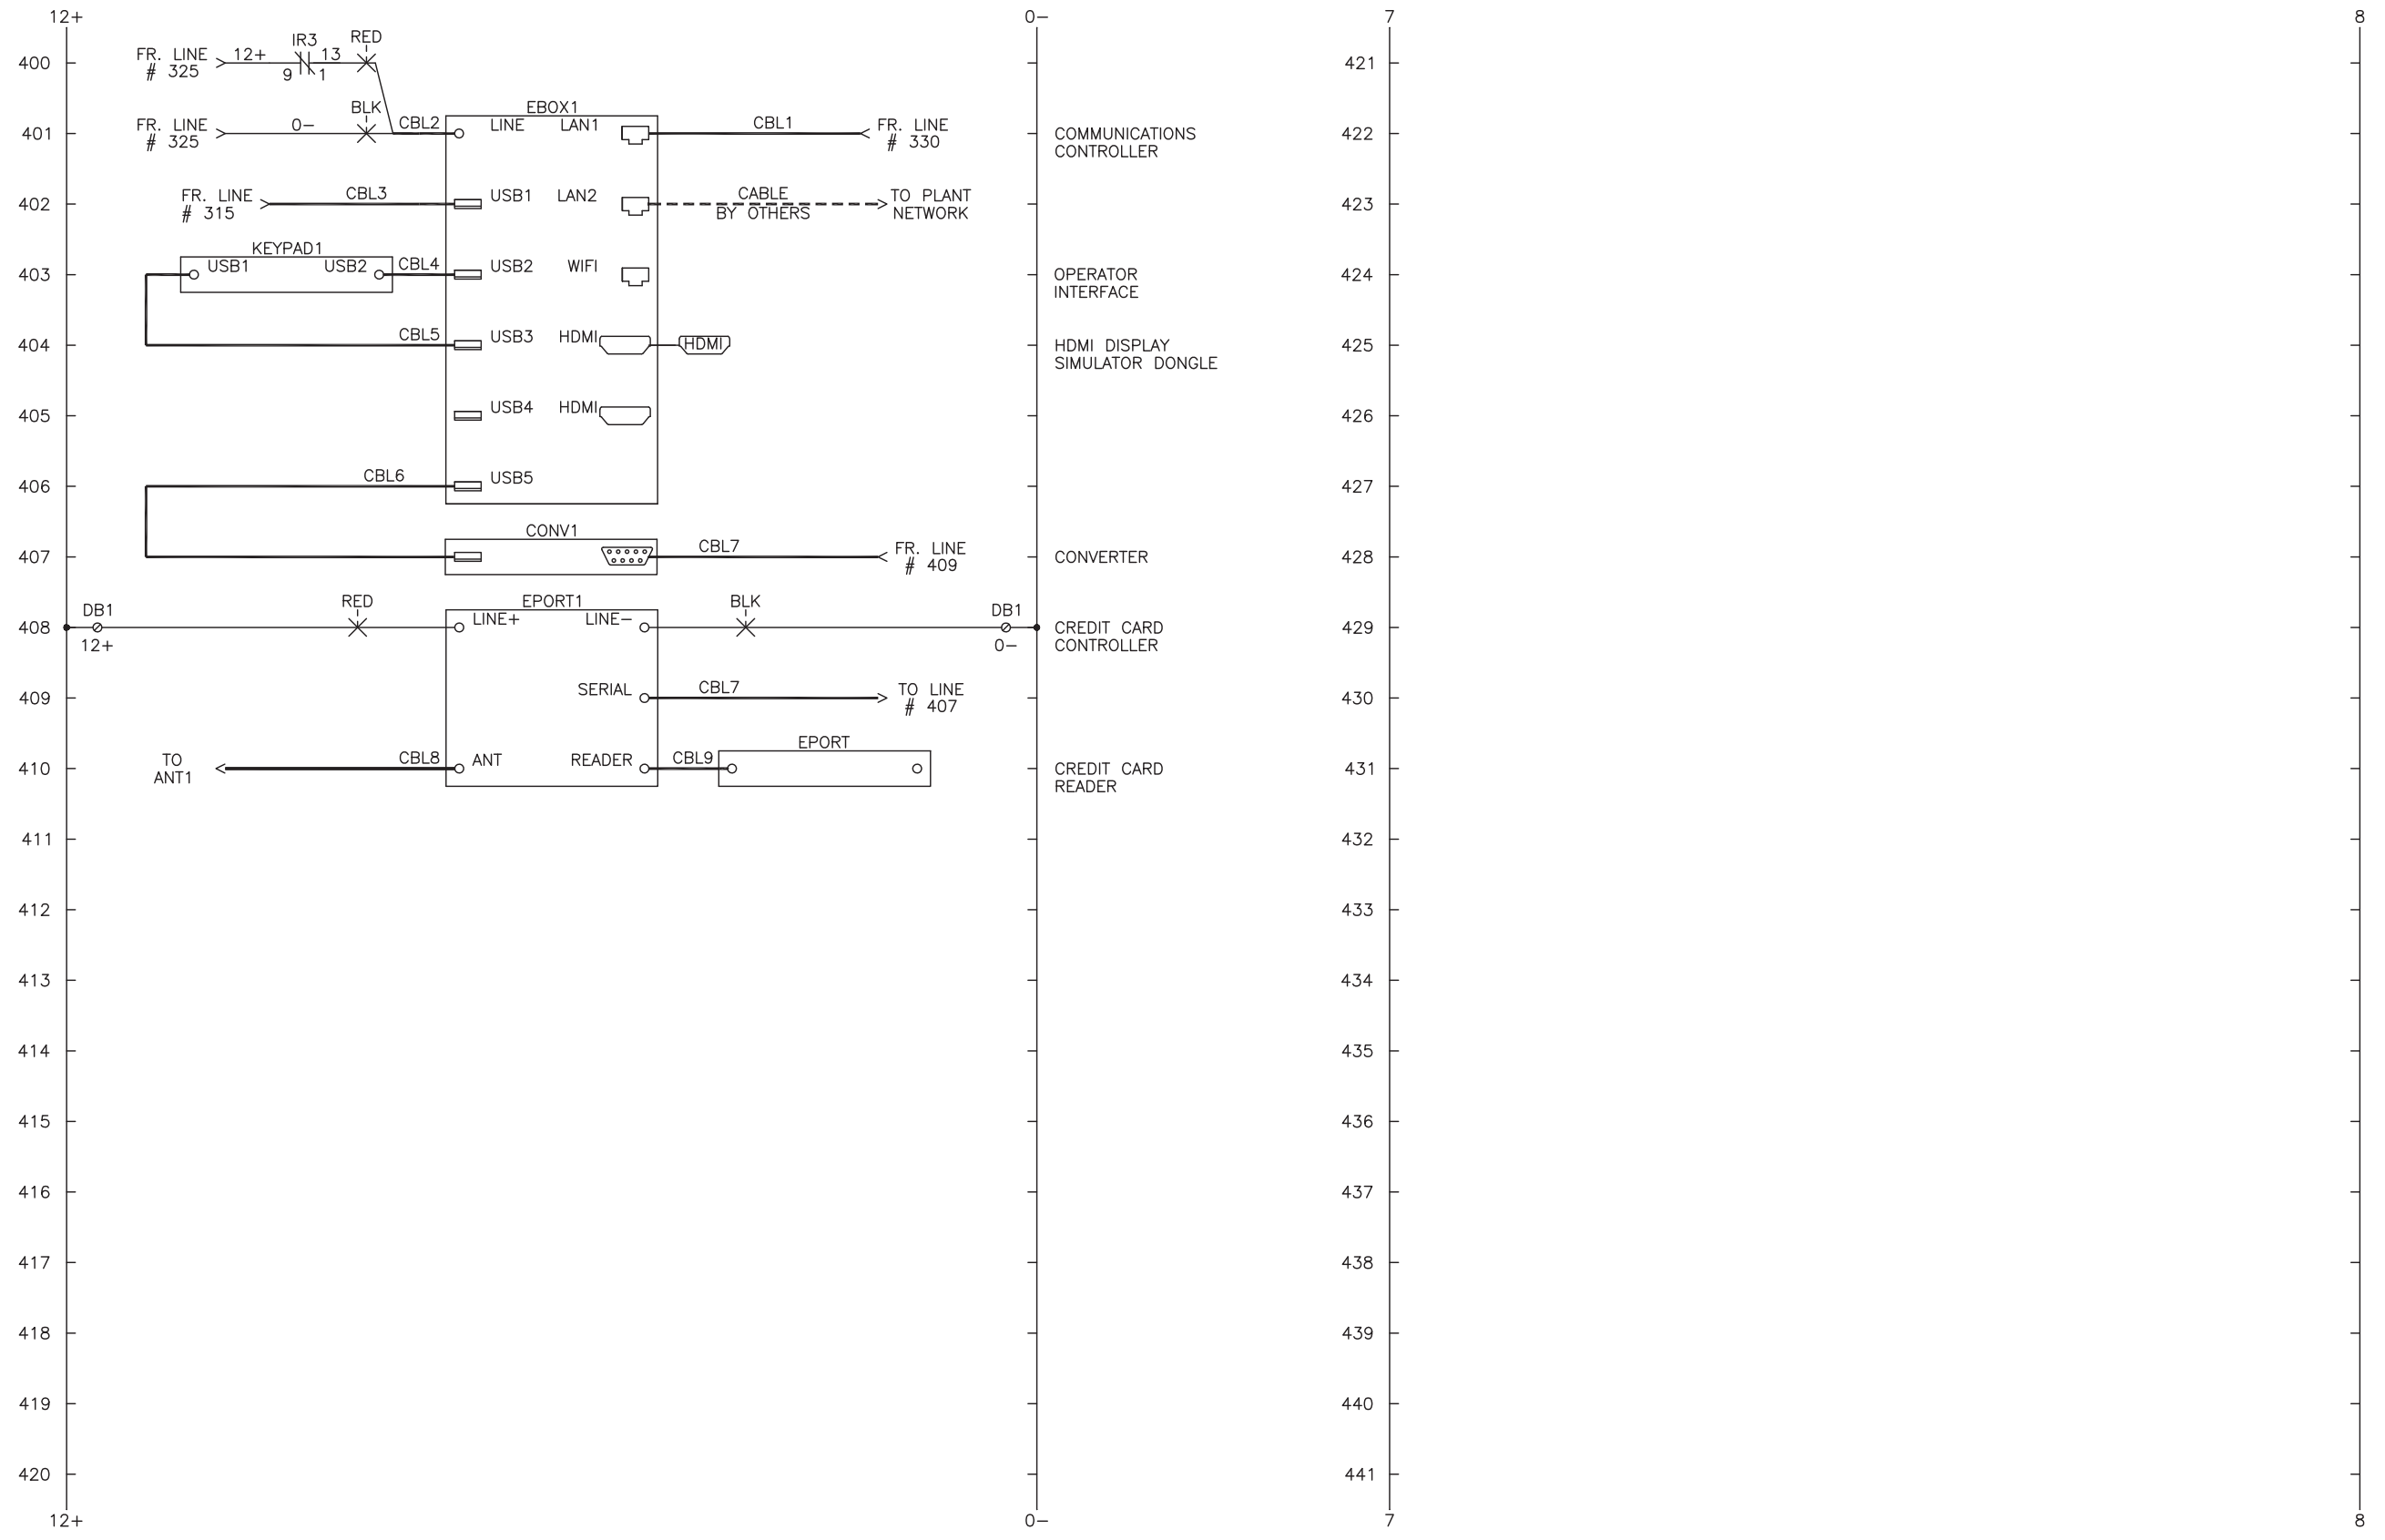 12+ 0- 7 8
IR3 RED
400 FR. LINE 12+ 13 421
# 325 9 1
BLK EBOX1
401 FR. LINE 0- CBL2 LINE LAN1 CBL1 FR. LINE COMMUNICATIONS 422
# 325 # 330 CONTROLLER
402 FR. LINE CBL3 USB1 LAN2 CABLE TO PLANT 423
# 315 BY OTHERS NETWORK
KEYPAD1
403 USB1 USB2 CBL4 USB2 WIFI OPERATOR 424
INTERFACE
404 CBL5 USB3 HDMI HDMI HDMI DISPLAY 425
SIMULATOR DONGLE
405 USB4 HDMI 426
406 CBL6 USB5 427
CONV1
407 CBL7 FR. LINE CONVERTER 428
# 409
DB1 RED EPORT1 BLK DB1
408 LINE+ LINE- CREDIT CARD 429
12+ 0- CONTROLLER
409 SERIAL CBL7 TO LINE 430
# 407
EPORT
410 TO CBL8 ANT READER CBL9 CREDIT CARD 431
ANT1 READER
411 432
412 433
413 434
414 435
415 436
416 437
417 438
418 439
419 440
420 441
12+ 0- 7 8